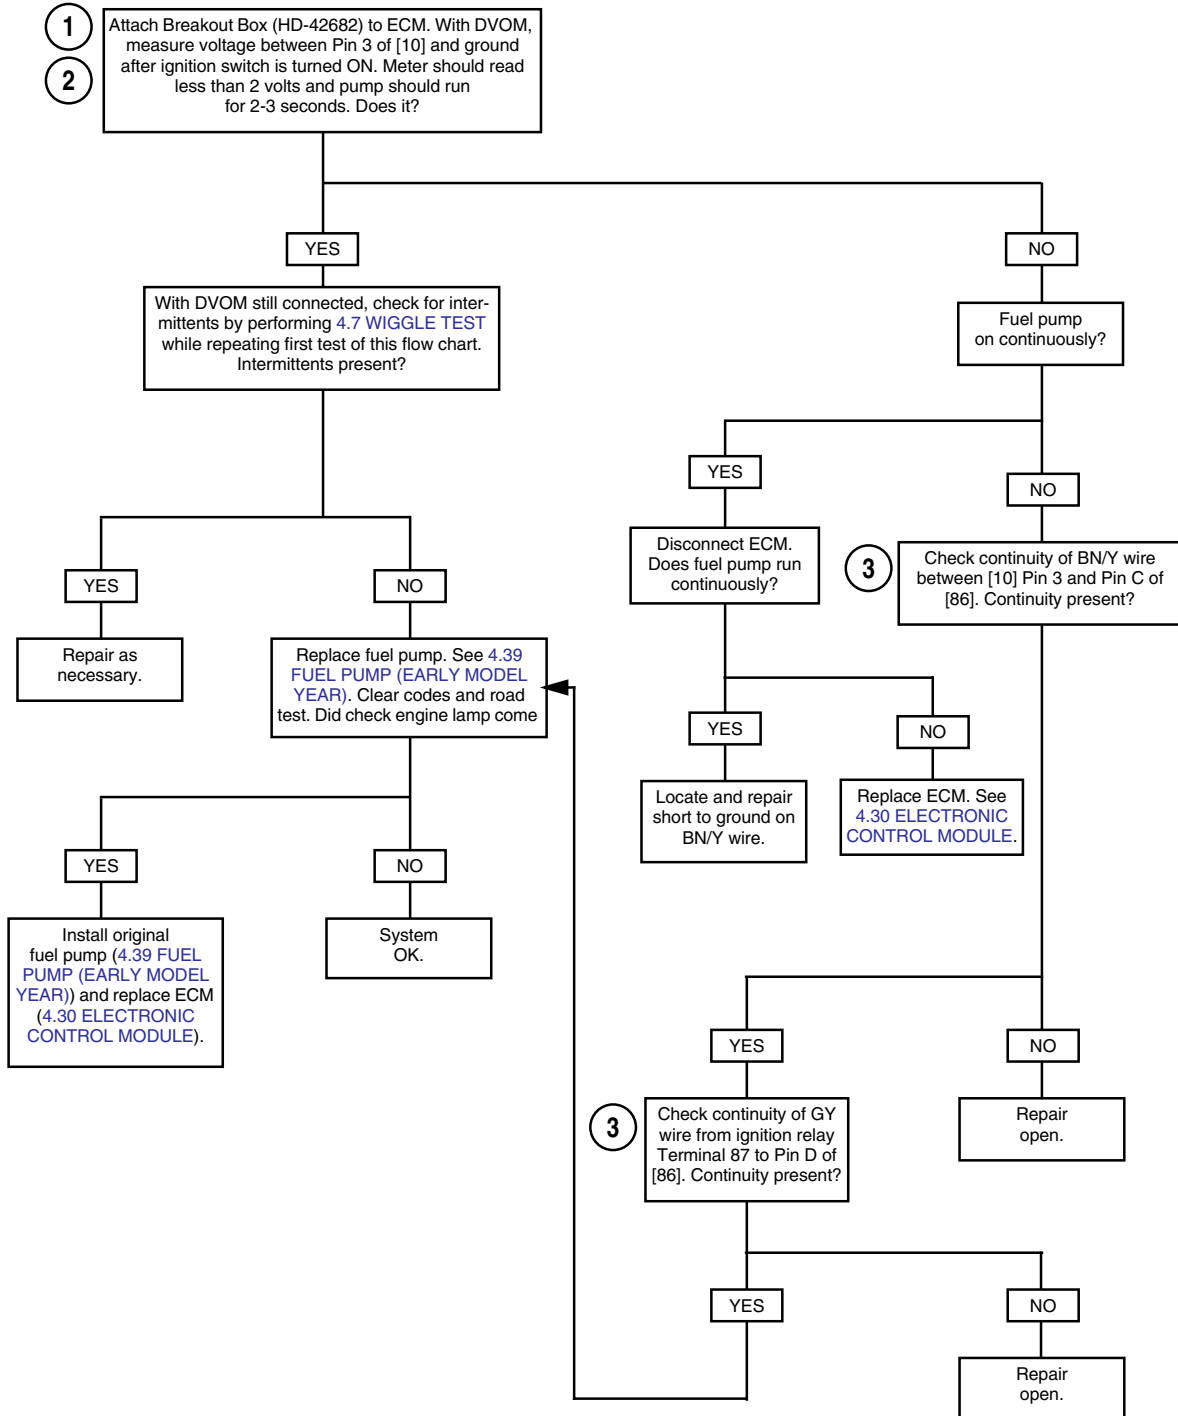 1
2
Attach Breakout Box (HD-42682) to ECM. With DVOM,
measure voltage between Pin 3 of [10] and ground
after ignition switch is turned ON. Meter should read
less than 2 volts and pump should run
for 2-3 seconds. Does it?
YES
NO
With DVOM still connected, check for inter-
mittents by performing 4.7 WIGGLE TEST
while repeating first test of this flow chart.
Intermittents present?
Fuel pump
on continuously?
YES
NO
Disconnect ECM.
Does fuel pump run
continuously?
3
Check continuity of BN/Y wire
between [10] Pin 3 and Pin C of
[86]. Continuity present?
YES
NO
Repair as
necessary.
Replace fuel pump. See 4.39
FUEL PUMP (EARLY MODEL
YEAR). Clear codes and road
test. Did check engine lamp come
YES
NO
Locate and repair
short to ground on
BN/Y wire.
Replace ECM. See
4.30 ELECTRONIC
CONTROL MODULE.
YES
NO
Install original
fuel pump (4.39 FUEL
PUMP (EARLY MODEL
YEAR)) and replace ECM
(4.30 ELECTRONIC
CONTROL MODULE).
System
OK.
YES
NO
3
Check continuity of GY
wire from ignition relay
Terminal 87 to Pin D of
[86]. Continuity present?
Repair
open.
YES
NO
Repair
open.